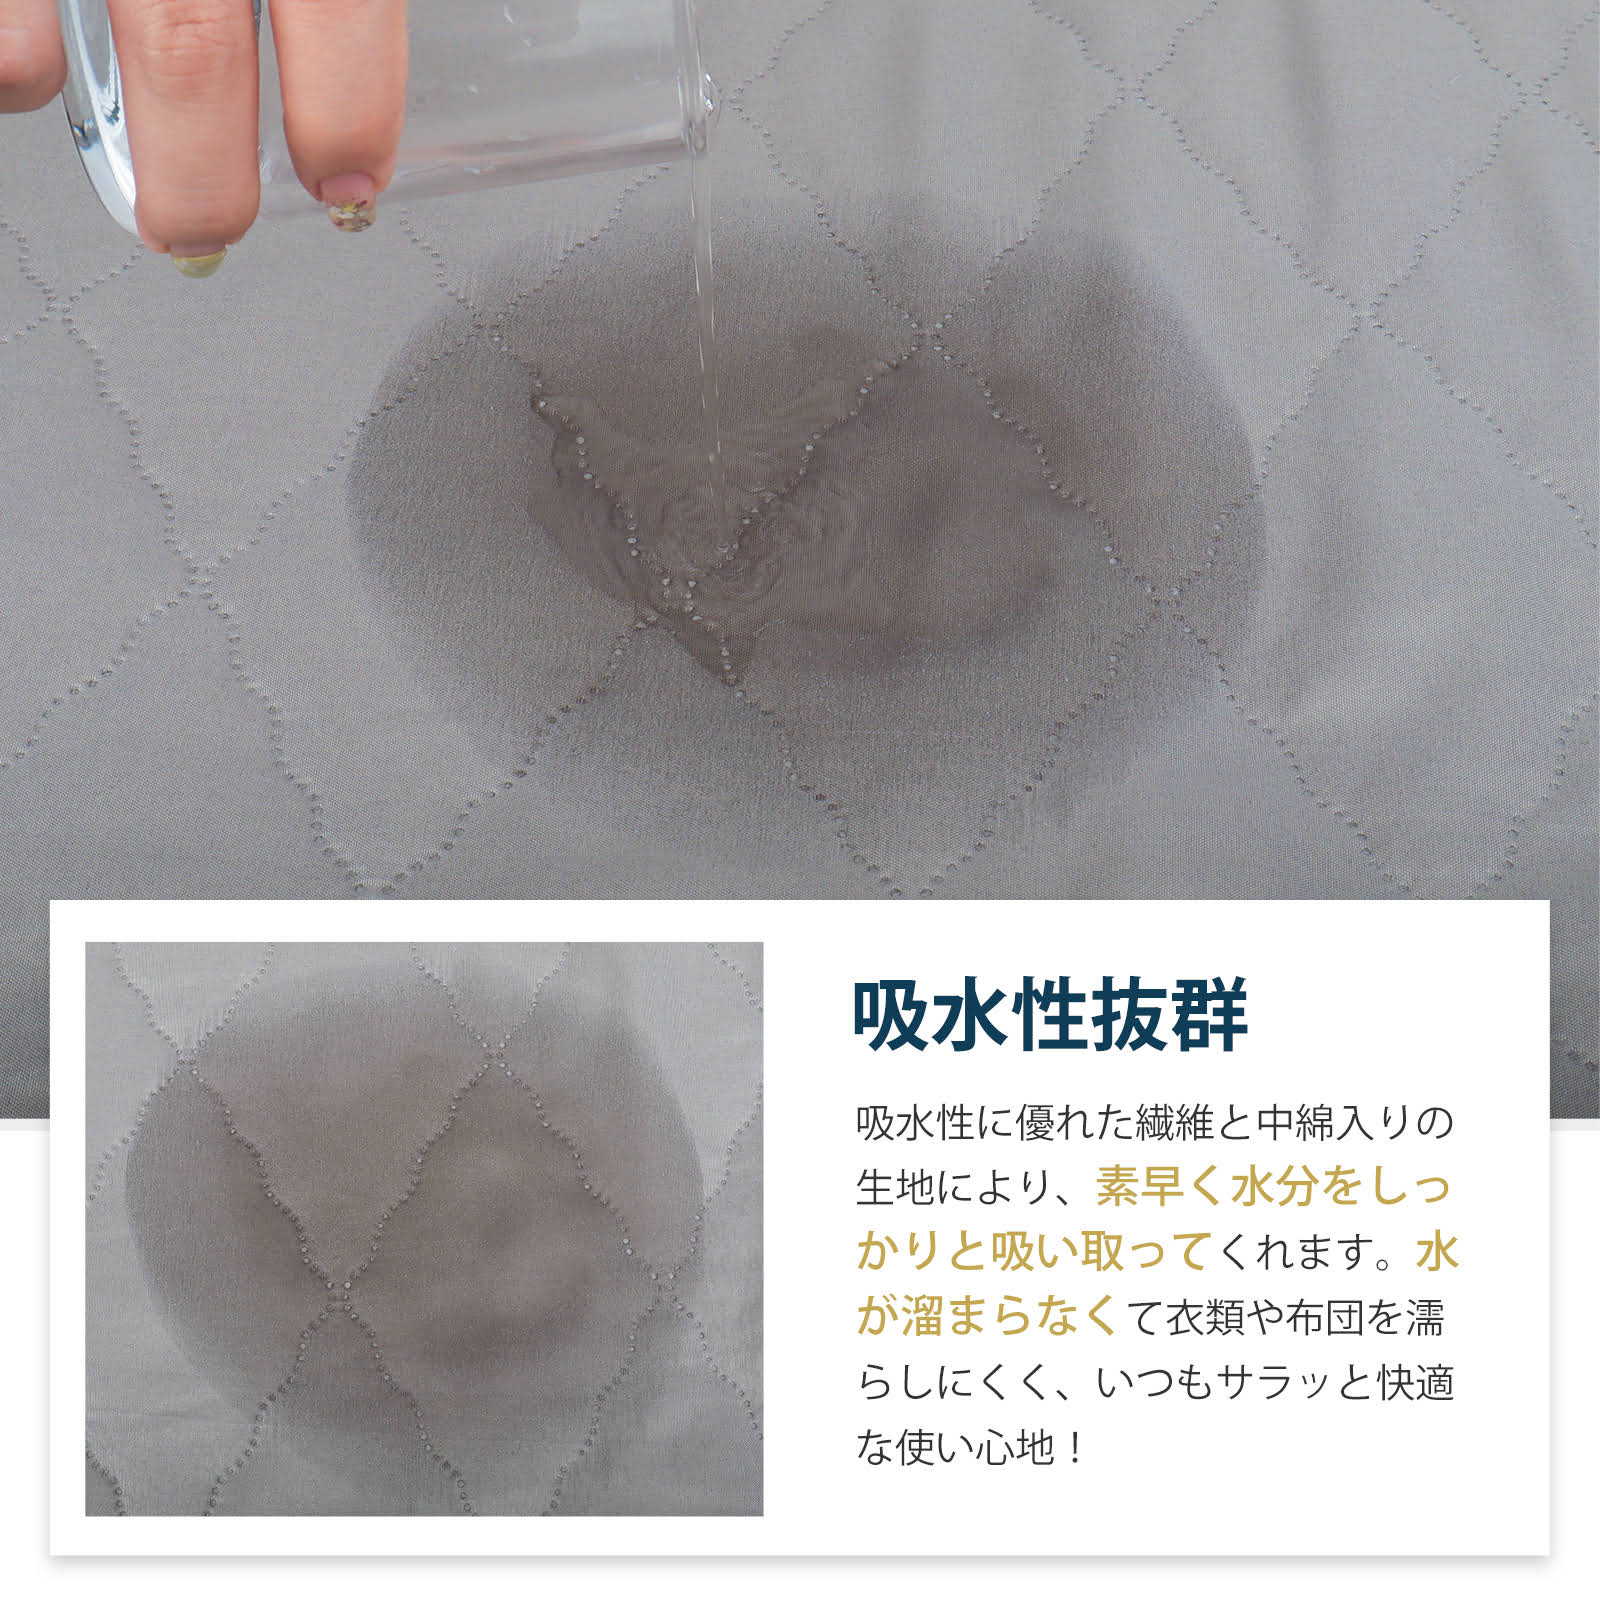 吸水性抜群
吸水性に優れた繊維と中綿入りの
生地により、素早く水分をしっ
かりと吸い取ってくれます。水
が溜まらなくて衣類や布団を濡
らしにくく、いつもサラッと快適
な使い心地！